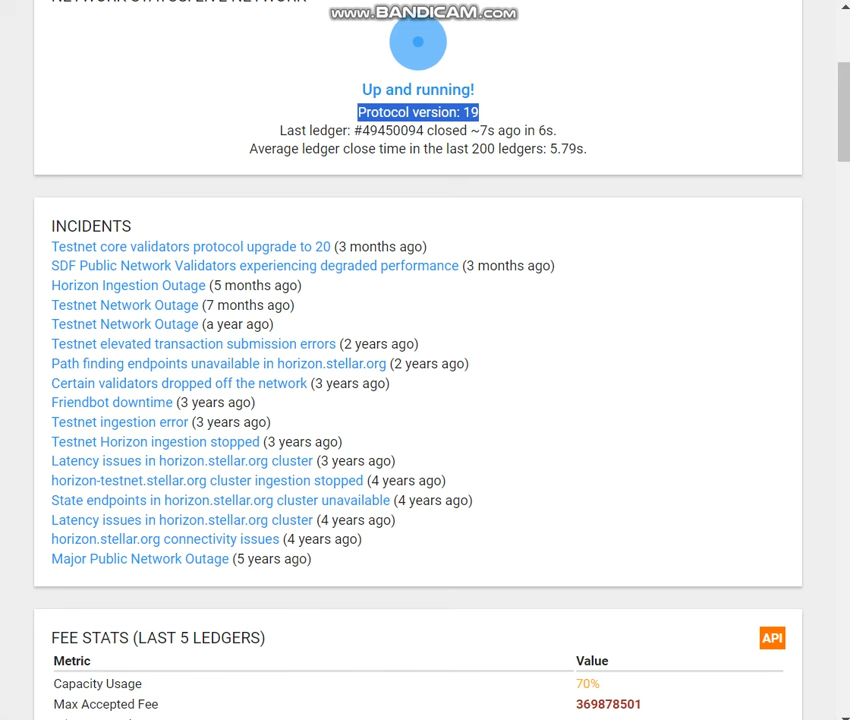 www.BANDICAM.com
Up and running!
Protocol version: 19
Last ledger: #49450094 closed ~7s ago in 6s.
Average ledger close time in the last 200 ledgers: 5.79s.
INCIDENTS
Testnet core validators protocol upgrade to 20 (3 months ago)
SDF Public Network Validators experiencing degraded performance (3 months ago)
Horizon Ingestion Outage (5 months ago)
Testnet Network Outage (7 months ago)
Testnet Network Outage (a year ago)
Testnet elevated transaction submission errors (2 years ago)
Path finding endpoints unavailable in horizon.stellar.org (2 years ago)
Certain validators dropped off the network (3 years ago)
Friendbot downtime (3 years ago)
Testnet ingestion error (3 years ago)
Testnet Horizon ingestion stopped (3 years ago)
Latency issues in horizon.stellar.org cluster (3 years ago)
horizon-testnet.stellar.org cluster ingestion stopped (4 years ago)
State endpoints in horizon.stellar.org cluster unavailable (4 years ago)
Latency issues in horizon.stellar.org cluster (4 years ago)
horizon.stellar.org connectivity issues (4 years ago)
Major Public Network Outage (5 years ago)
FEE STATS (LAST 5 LEDGERS) API
Metric Value
Capacity Usage 70%
Max Accepted Fee 369878501